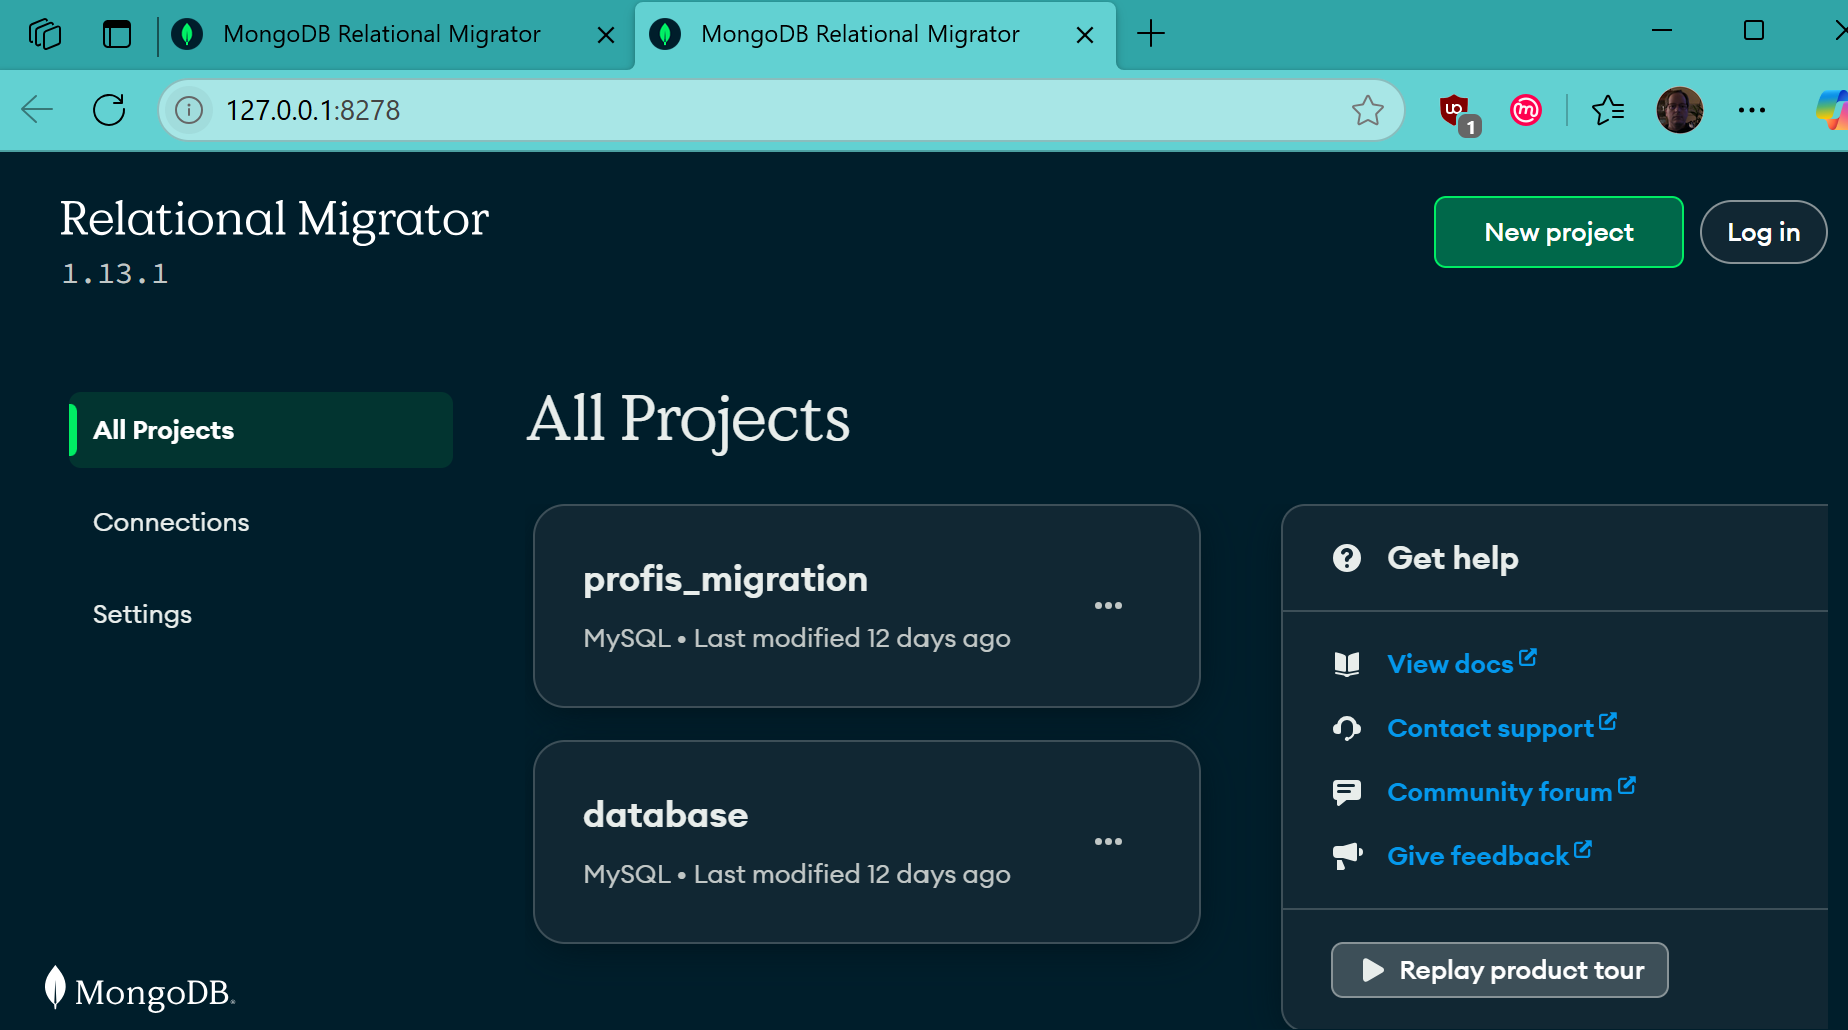 MongoDB Relational Migrator
MongoDB Relational Migrator
127.0.0.1:8278
1
Relational Migrator
1.13.1
New project
Log in
All Projects
Connections
Settings
All Projects
profis_migration
MySQL • Last modified 12 days ago
database
MySQL • Last modified 12 days ago
Get help
View docs
Contact support
Community forum
Give feedback
Replay product tour
MongoDB.